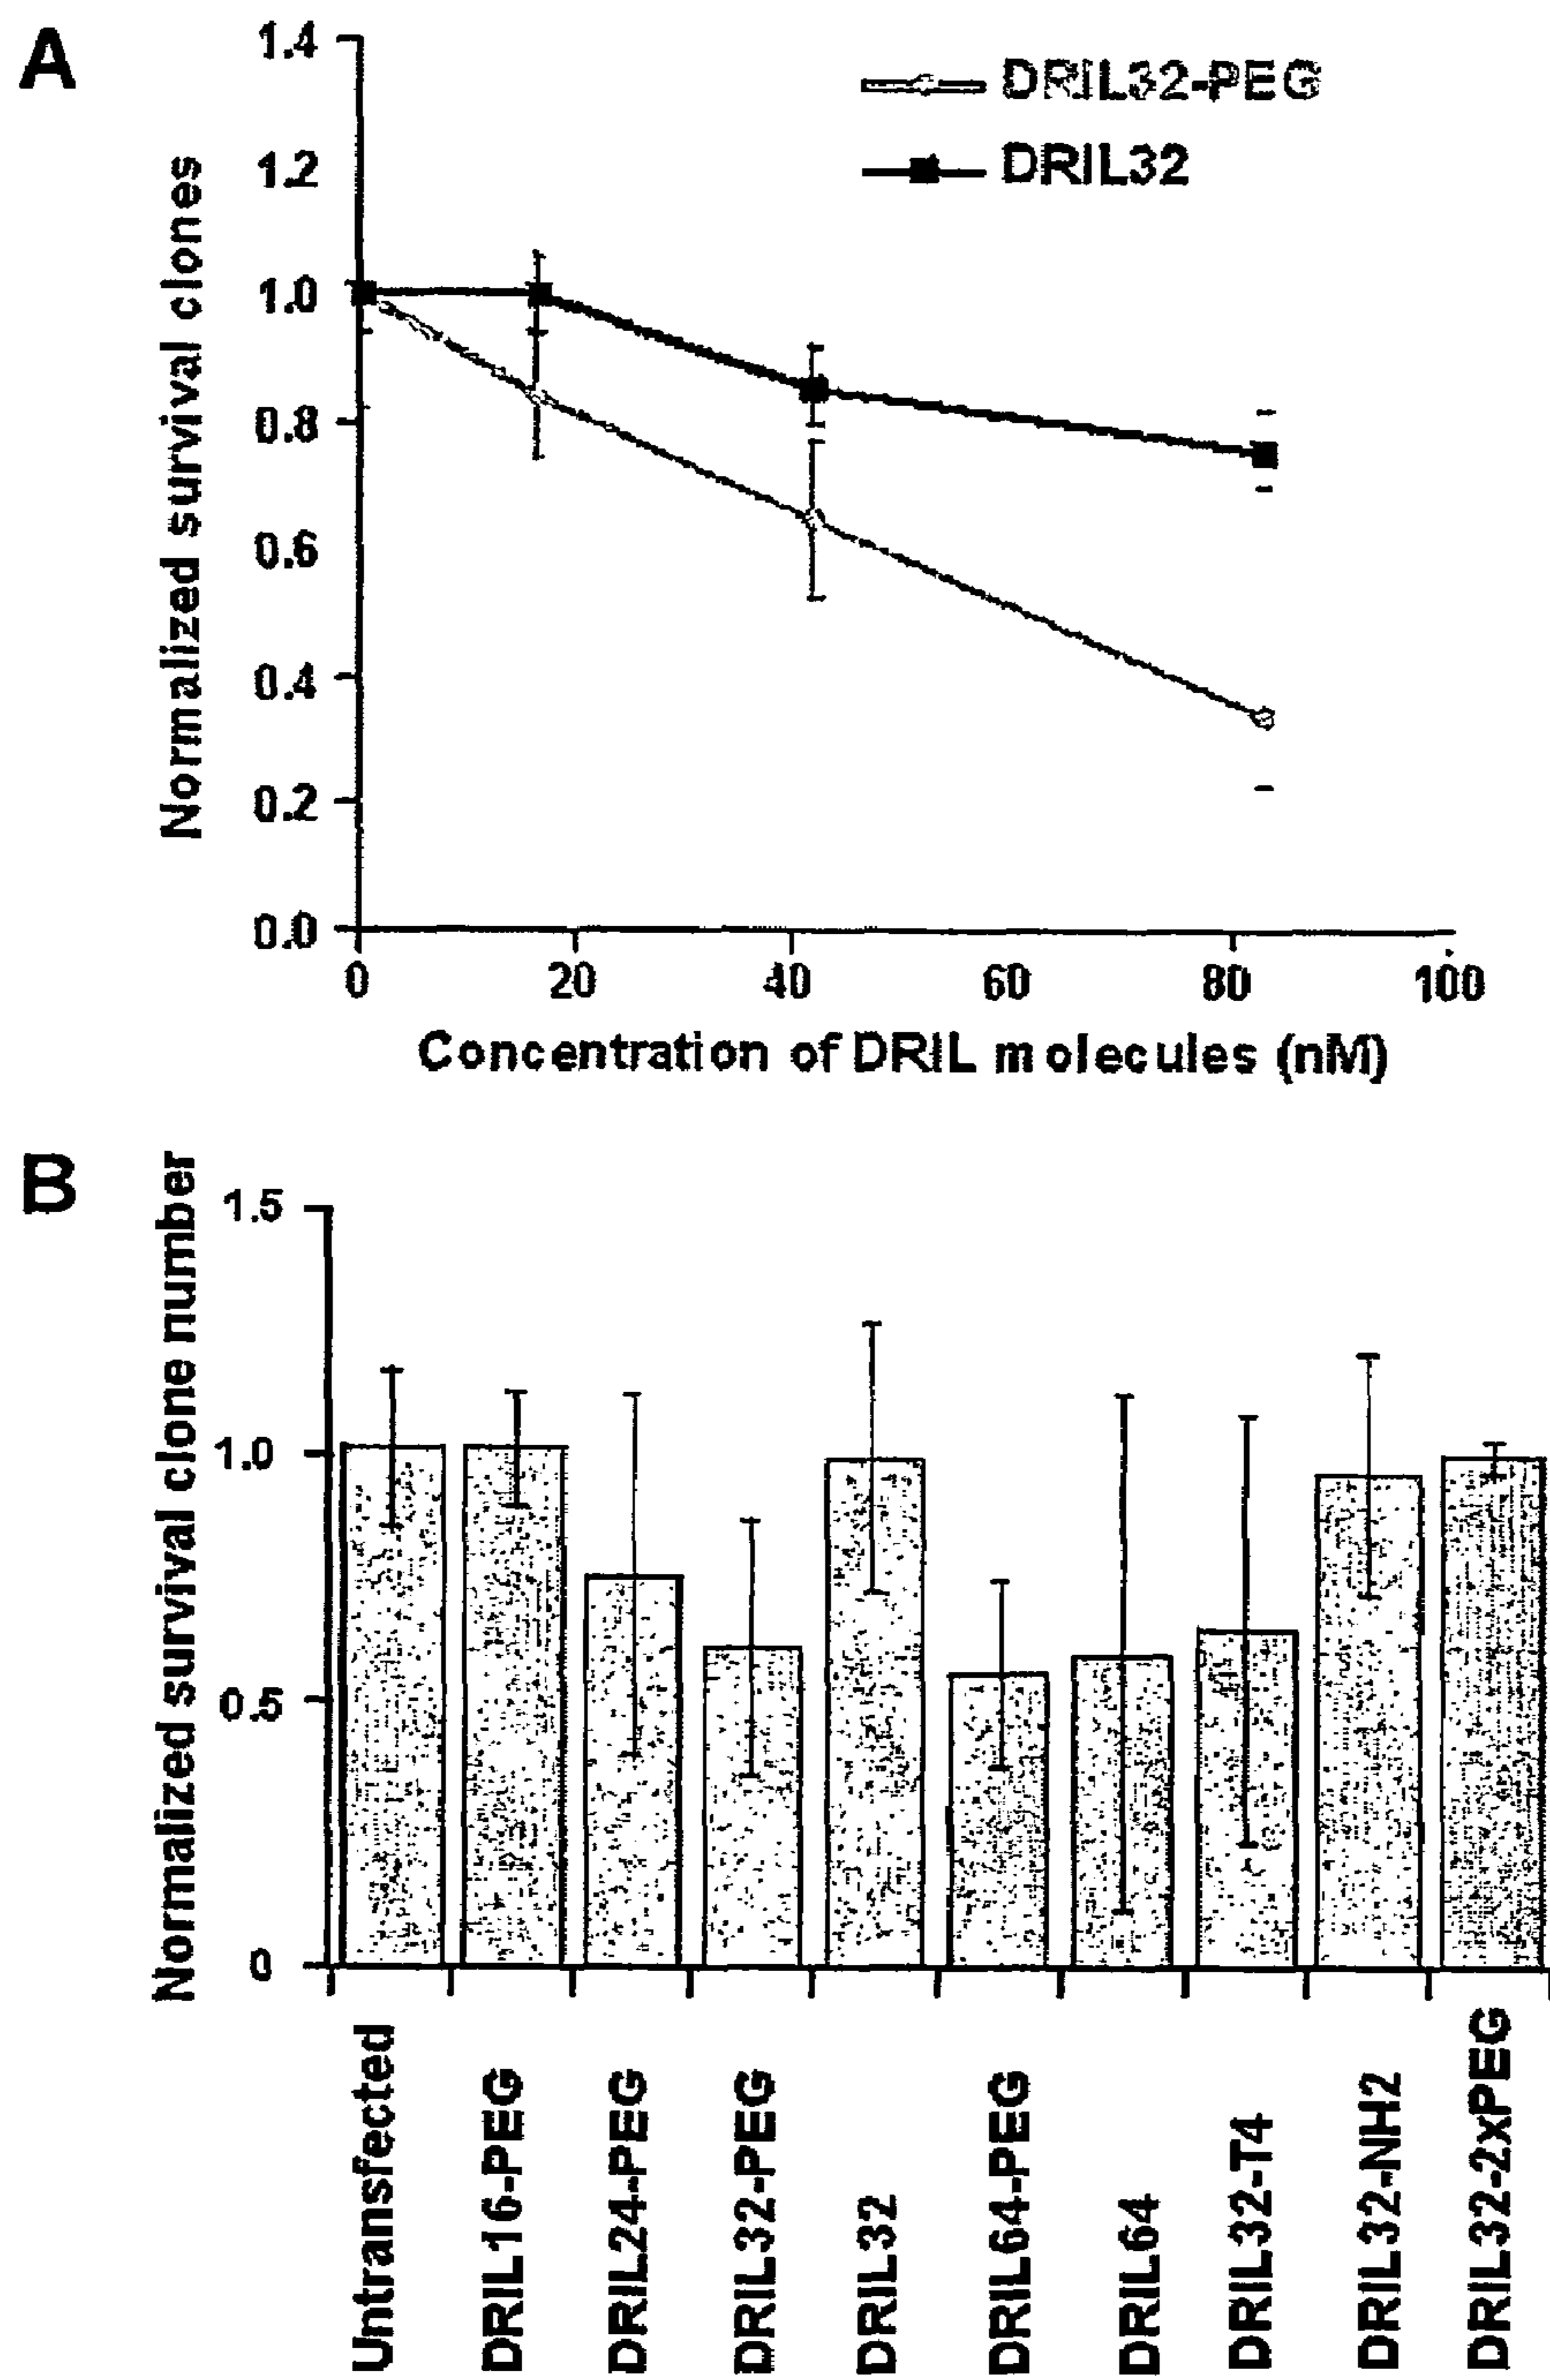 A
Normalized survival clones
1.4
1.2
1.0
0.8
0.6
0.4
0.2
0.0
DRIL32-PEG
DRIL32
0 20 40 60 80 100
Concentration of DRIL molecules (nM)
B
Normalized survival clone number
1.5
1.0
0.5
0
Untransfected
DRIL16-PEG
DRIL24-PEG
DRIL32-PEG
DRIL32
DRIL64-PEG
DRIL64
DRIL32-T4
DRIL32-NH2
DRIL32-2xPEG